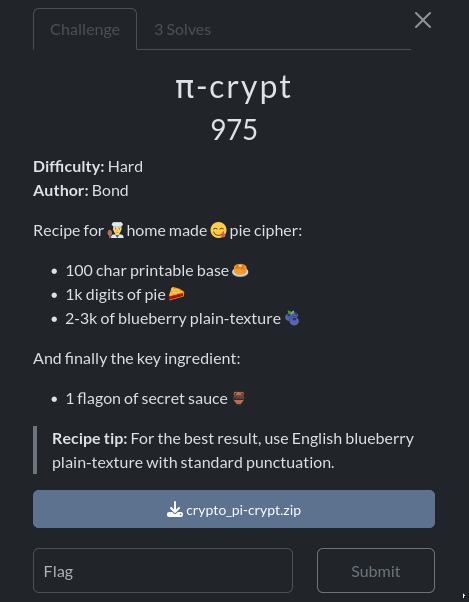 Challenge
3 Solves
π-crypt
975
Difficulty: Hard
Author: Bond
Recipe for 👨‍🍳 home made 😋 pie cipher:
• 100 char printable base 🥞
• 1k digits of pie 🍰
• 2-3k of blueberry plain-texture 🫐
And finally the key ingredient:
• 1 flagon of secret sauce 🏺
Recipe tip: For the best result, use English blueberry
plain-texture with standard punctuation.
crypto_pi-crypt.zip
Flag
Submit